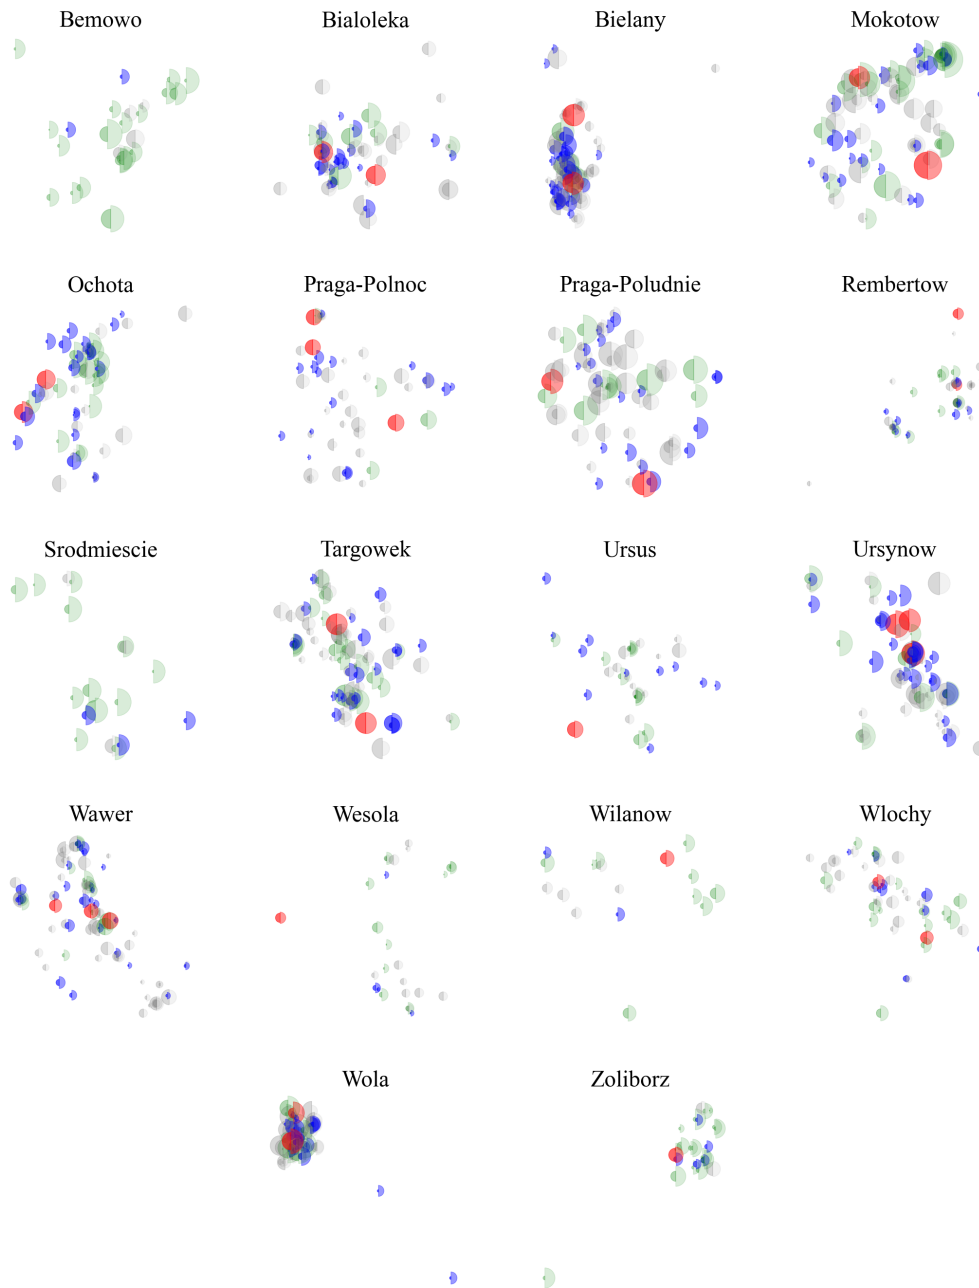 Bemowo
Bialoleka
Bielany
Mokotow
Ochota
Praga-Polnoc
Praga-Poludnie
Rembertow
Srodmiescie
Targowek
Ursus
Ursynow
Wawer
Wesola
Wilanow
Wlochy
Wola
Zoliborz